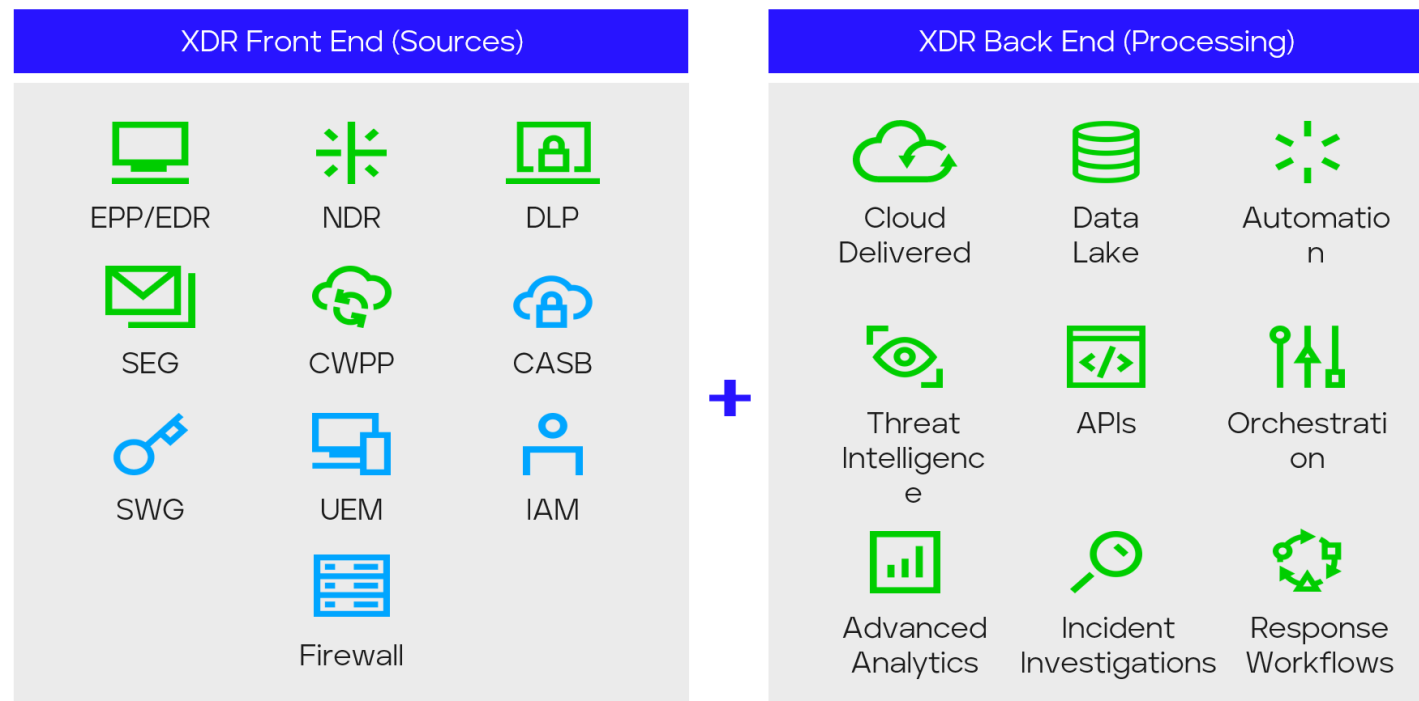 XDR Front End (Sources)
EPP/EDR
NDR
DLP
SEG
CWPP
CASB
SWG
UEM
IAM
Firewall
+
XDR Back End (Processing)
Cloud
Delivered
Data
Lake
Automatio
n
Threat
Intelligenc
e
APIs
Orchestrati
on
Advanced
Analytics
Incident
Investigations
Response
Workflows